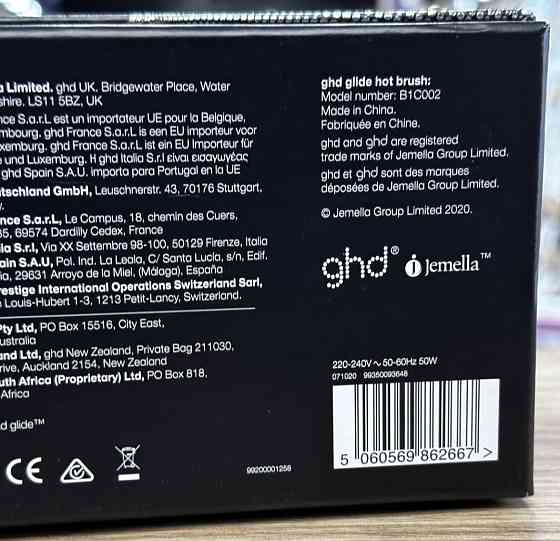 a Limited. ghd UK, Bridgewater Place, Water
shire. LS11 5BZ, UK
nce S.a.r.L est un importateur UE pour la Belgique,
mbourg. ghd France S.a.r.L is een EU importeur voor
xemburg. ghd France S.a.r.L ist ein EU Importeur für
e und Luxemburg. Η ghd Italia S.r.l είναι εισαγωγέας
ghd Spain S.A.U. importa para Portugal en la UE
utschland GmbH, Leuschnerstr. 43, 70176 Stuttgart,
y.
nce S.a.r.L, Le Campus, 18, chemin des Cuers,
35, 69574 Dardilly Cedex, France
lia S.r.l, Via XX Settembre 98-100, 50129 Firenze, Italia
ain S.A.U, Pol. Ind. La Leala, C/ Santa Lucía, s/n, Edif.
ia, 29631 Arroyo de la Miel, (Málaga). España
restige International Operations Switzerland Sarl,
Louis-Hubert 1-3, 1213 Petit-Lancy, Switzerland.
Pty Ltd, PO Box 15516, City East,
ustralia
and Ltd, ghd New Zealand, Private Bag 211030,
rive, Auckland 2154, New Zealand
uth Africa (Proprietary) Ltd, PO Box 818,
Africa
d glide™
CE
99200001256
ghd glide hot brush:
Model number: B1C002
Made in China.
Fabriquée en Chine.
ghd and ghd are registered
trade marks of Jemella Group Limited.
ghd et ghd sont des marques
déposées de Jemella Group Limited.
© Jemella Group Limited 2020.
ghd® Jemella™
220-240V ~ 50-60Hz 50W
071020 99350093648
5 060569 862667 >